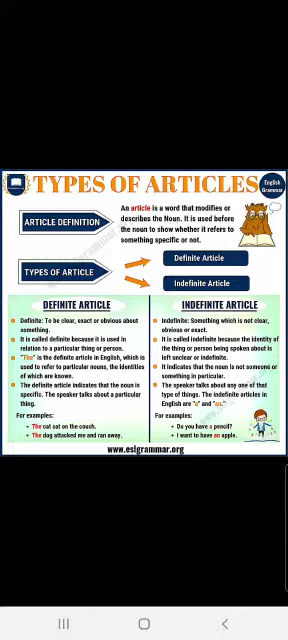 TYPES OF ARTICLES
English
Grammar
ARTICLE DEFINITION
An article is a word that modifies or
describes the Noun. It is used before
the noun to show whether it refers to
something specific or not.
TYPES OF ARTICLE
Definite Article
Indefinite Article
DEFINITE ARTICLE
Definite: To be clear, exact or obvious about
something.
It is called definite because it is used in
relation to a particular thing or person.
"The" is the definite article in English, which is
used to refer to particular nouns, the identities
of which are known.
The definite article indicates that the noun is
specific. The speaker talks about a particular
thing.
For examples:
The cat sat on the couch.
The dog attacked me and ran away.
INDEFINITE ARTICLE
Indefinite: Something which is not clear,
obvious or exact.
It is called indefinite because the identity of
the thing or person being spoken about is
left unclear or indefinite.
It indicates that the noun is not someone or
something in particular.
The speaker talks about any one of that
type of things. The indefinite articles in
English are "a" and "an."
For examples:
Do you have a pencil?
I want to have an apple.
www.eslgrammar.org